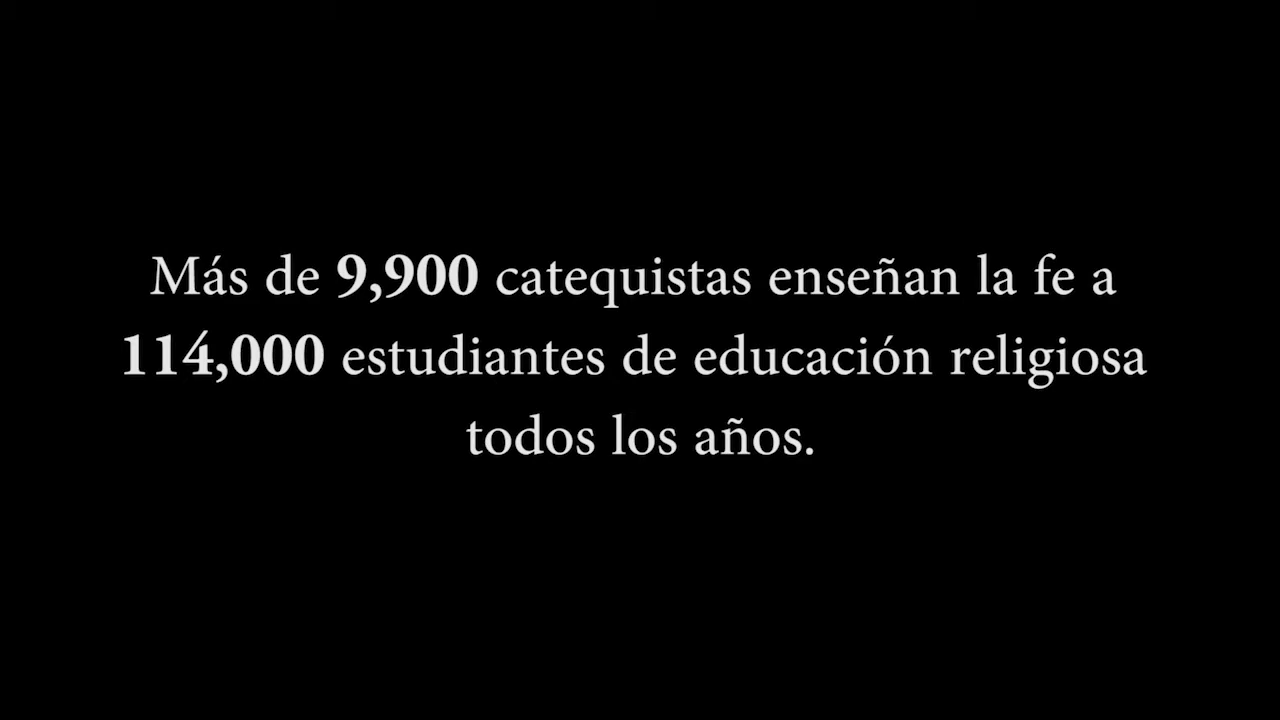 Más de 9,900 catequistas enseñan la fe a
114,000 estudiantes de educación religiosa
todos los años.